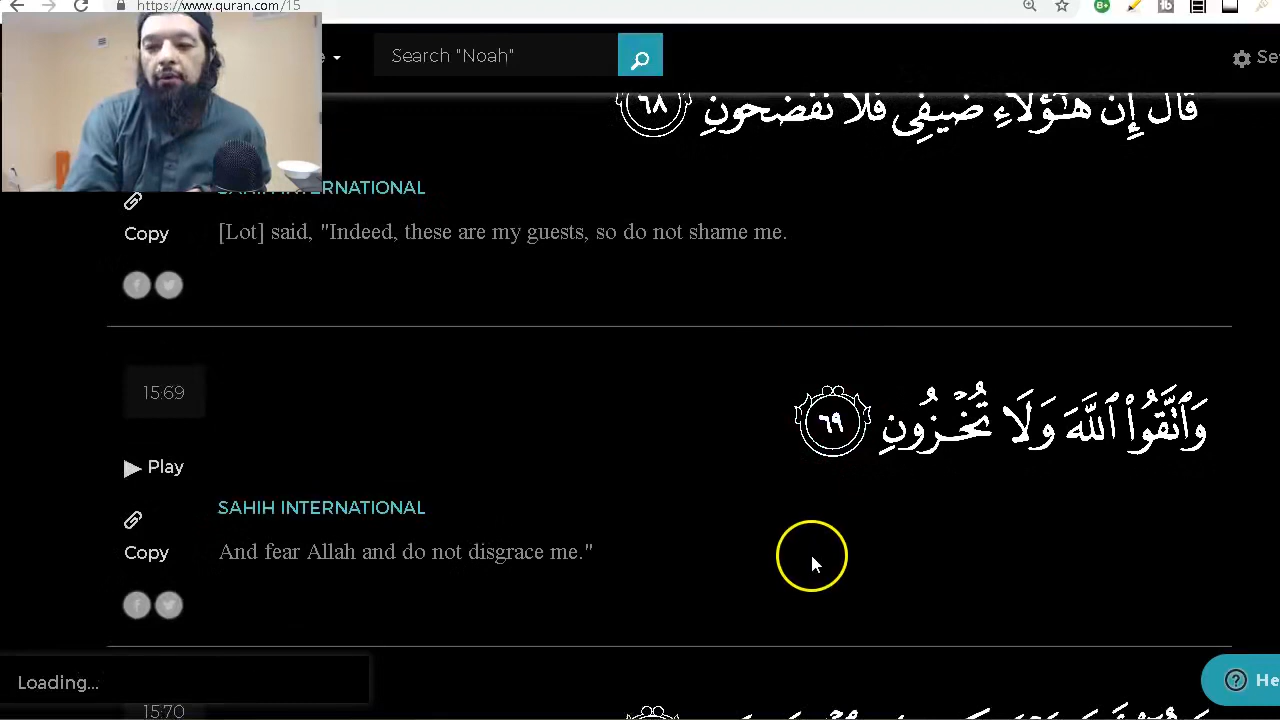 https://www.quran.com/15
Search "Noah"
قَالَ إِنَّ هَـٰٓؤُلَآءِ ضَيْفِى فَلَا تَفْضَحُونِ ٦٨
INTERNATIONAL
Copy
[Lot] said, "Indeed, these are my guests, so do not shame me.
15:69
وَٱتَّقُوا۟ ٱللَّهَ وَلَا تُخْزُونِ ٦٩
Play
SAHIH INTERNATIONAL
Copy
And fear Allah and do not disgrace me."
Loading...
15:70